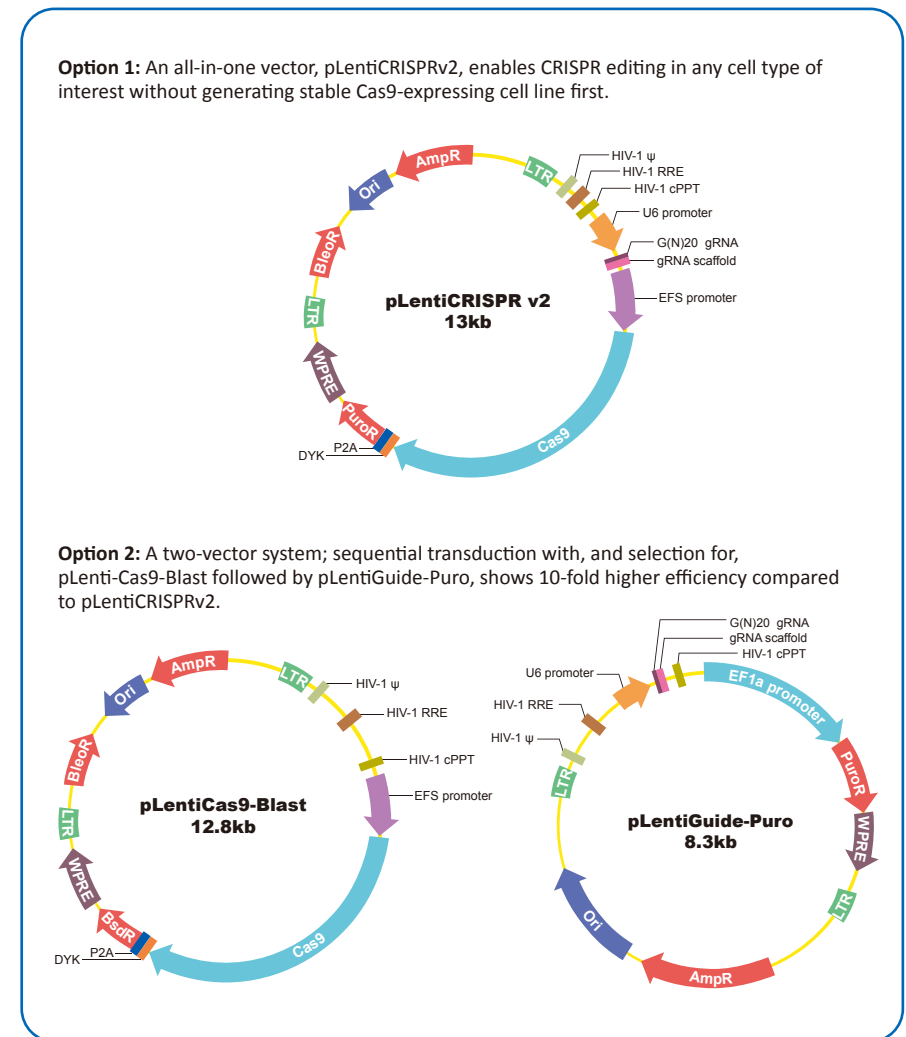 Option 1: An all-in-one vector, pLentiCRISPRv2, enables CRISPR editing in any cell type of
interest without generating stable Cas9-expressing cell line first.
AmpR
LTR
HIV-1 ψ
HIV-1 RRE
HIV-1 cPPT
U6 promoter
G(N)20 gRNA
gRNA scaffold
EFS promoter
Ori
BleoR
LTR
WPRE
PuroR
P2A
DYK
Cas9
pLentiCRISPR v2
13kb
Option 2: A two-vector system; sequential transduction with, and selection for,
pLenti-Cas9-Blast followed by pLentiGuide-Puro, shows 10-fold higher efficiency compared
to pLentiCRISPRv2.
AmpR
LTR
HIV-1 ψ
HIV-1 RRE
HIV-1 cPPT
EFS promoter
Ori
BleoR
LTR
WPRE
BsdR
P2A
DYK
Cas9
pLentiCas9-Blast
12.8kb
G(N)20 gRNA
gRNA scaffold
HIV-1 cPPT
U6 promoter
HIV-1 RRE
HIV-1 ψ
LTR
EF1a promoter
PuroR
WPRE
LTR
AmpR
Ori
pLentiGuide-Puro
8.3kb